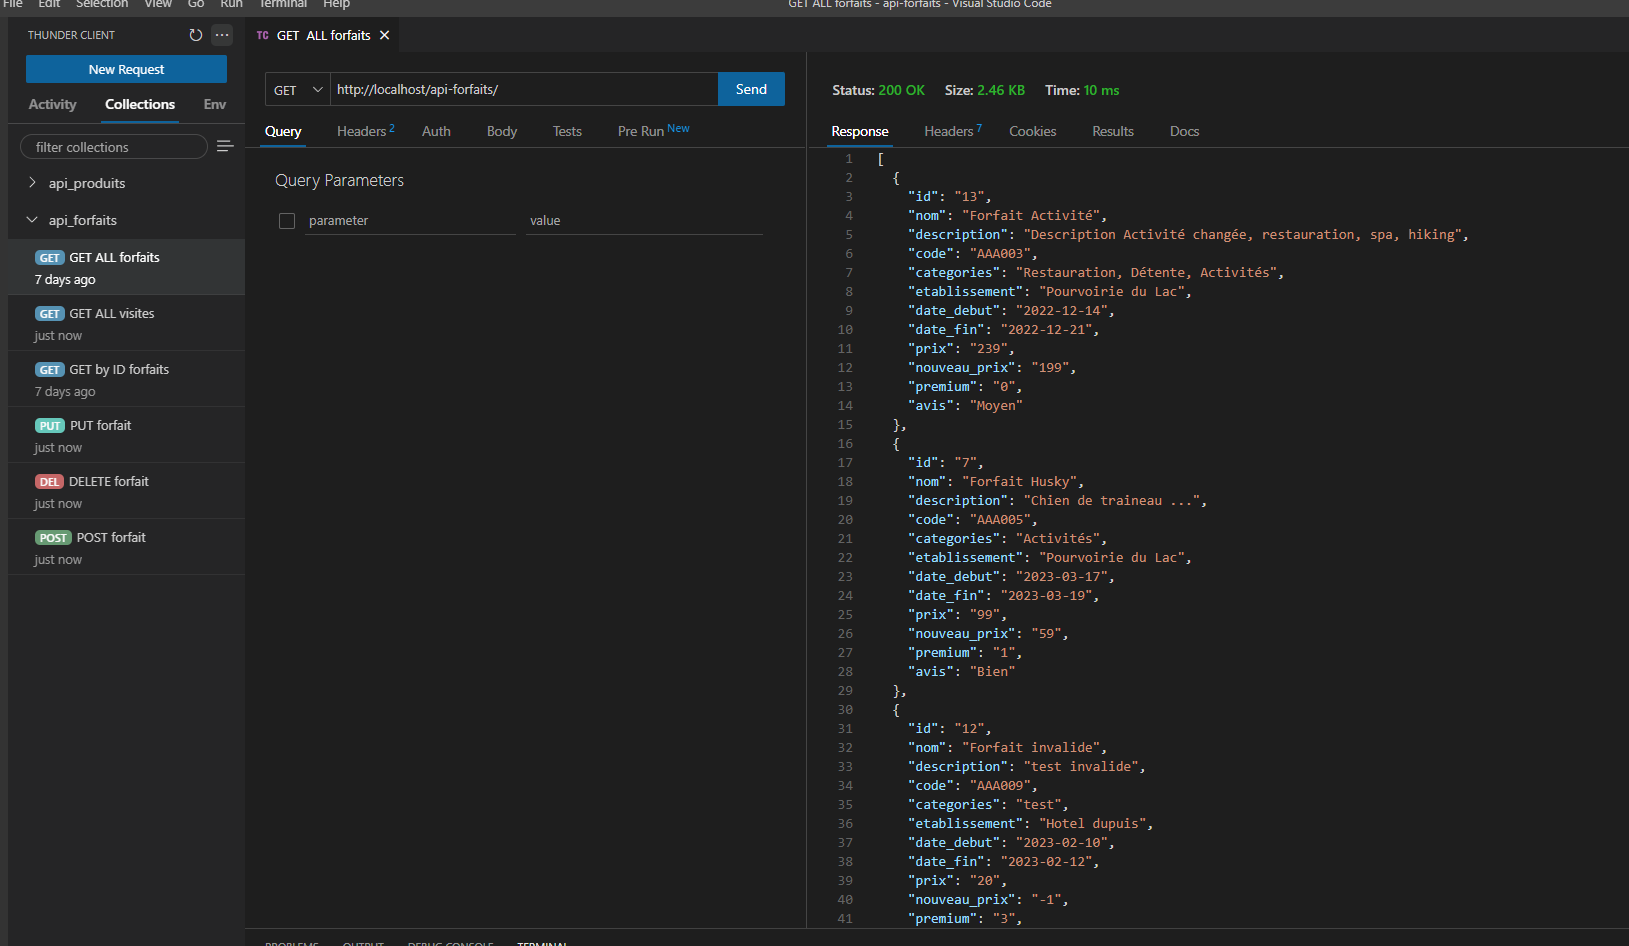 File Edit Selection View Go Run Terminal Help
GET ALL forfaits - api-forfaits - Visual Studio Code
THUNDER CLIENT
New Request
Activity Collections Env
filter collections
api_produits
api_forfaits
GET GET ALL forfaits
7 days ago
GET GET ALL visites
just now
GET GET by ID forfaits
7 days ago
PUT PUT forfait
just now
DEL DELETE forfait
just now
POST POST forfait
just now
TC GET ALL forfaits
GET http://localhost/api-forfaits/ Send
Query Headers 2 Auth Body Tests Pre Run New
Query Parameters
parameter value
Status: 200 OK Size: 2.46 KB Time: 10 ms
Response Headers 7 Cookies Results Docs
1 [
2 {
3 "id": "13",
4 "nom": "Forfait Activité",
5 "description": "Description Activité changée, restauration, spa, hiking",
6 "code": "AAA003",
7 "categories": "Restauration, Détente, Activités",
8 "etablissement": "Pourvoirie du Lac",
9 "date_debut": "2022-12-14",
10 "date_fin": "2022-12-21",
11 "prix": "239",
12 "nouveau_prix": "199",
13 "premium": "0",
14 "avis": "Moyen"
15 },
16 {
17 "id": "7",
18 "nom": "Forfait Husky",
19 "description": "Chien de traineau ...",
20 "code": "AAA005",
21 "categories": "Activités",
22 "etablissement": "Pourvoirie du Lac",
23 "date_debut": "2023-03-17",
24 "date_fin": "2023-03-19",
25 "prix": "99",
26 "nouveau_prix": "59",
27 "premium": "1",
28 "avis": "Bien"
29 },
30 {
31 "id": "12",
32 "nom": "Forfait invalide",
33 "description": "test invalide",
34 "code": "AAA009",
35 "categories": "test",
36 "etablissement": "Hotel dupuis",
37 "date_debut": "2023-02-10",
38 "date_fin": "2023-02-12",
39 "prix": "20",
40 "nouveau_prix": "-1",
41 "premium": "3",
PROBLEMS OUTPUT DEBUG CONSOLE TERMINAL